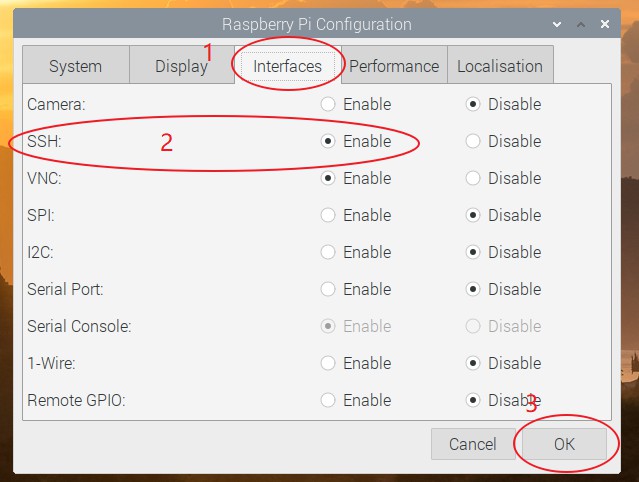 Raspberry Pi Configuration
1
System Display Interfaces Performance Localisation
Camera: Enable Disable
SSH: 2 Enable Disable
VNC: Enable Disable
SPI: Enable Disable
I2C: Enable Disable
Serial Port: Enable Disable
Serial Console: Enable Disable
1-Wire: Enable Disable
Remote GPIO: Enable Disable
3
Cancel OK